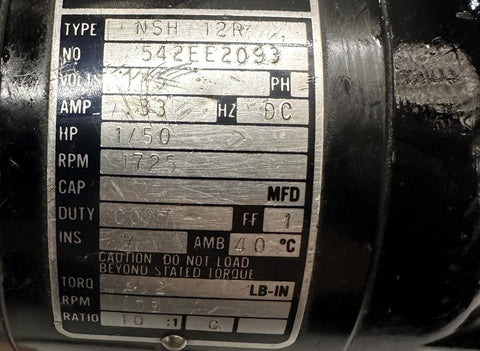 TYPE NSH 12R
NO 542EE2093
VOLTS 115 PH
AMP .33 HZ DC
HP 1/50
RPM 1725
CAP MFD
DUTY CONT FF 1
INS AMB 40 °C
CAUTION DO NOT LOAD
BEYOND STATED TORQUE
TORQ LB-IN
RPM 173
RATIO 10 :1 C